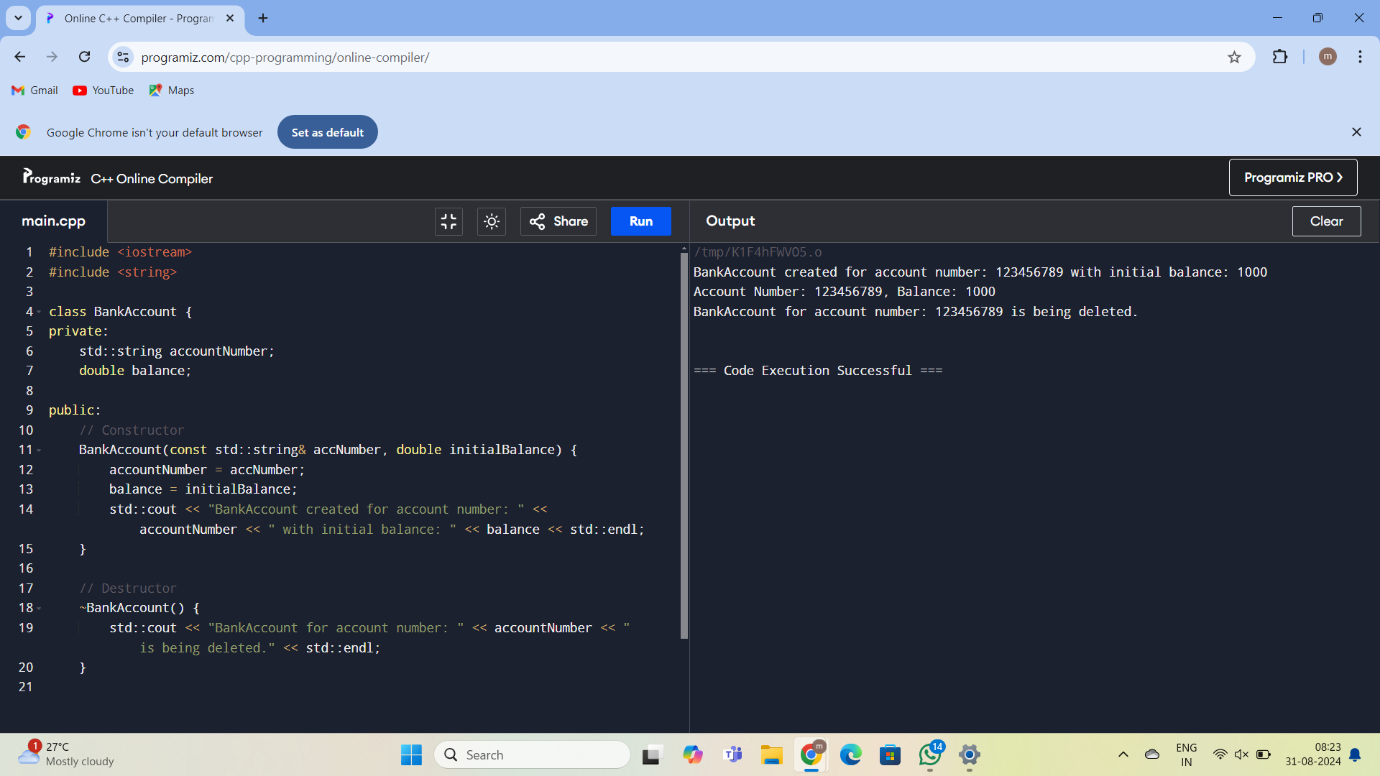 Online C++ Compiler - Program
programiz.com/cpp-programming/online-compiler/
m
Gmail YouTube Maps
Google Chrome isn't your default browser Set as default
Programiz C++ Online Compiler Programiz PRO >
main.cpp Share Run Output Clear
1 #include <iostream>
2 #include <string>
3
4 class BankAccount {
5 private:
6 std::string accountNumber;
7 double balance;
8
9 public:
10 // Constructor
11 BankAccount(const std::string& accNumber, double initialBalance) {
12 accountNumber = accNumber;
13 balance = initialBalance;
14 std::cout << "BankAccount created for account number: " <<
accountNumber << " with initial balance: " << balance << std::endl;
15 }
16
17 // Destructor
18 ~BankAccount() {
19 std::cout << "BankAccount for account number: " << accountNumber << "
is being deleted." << std::endl;
20 }
21
/tmp/K1F4hFWVO5.o
BankAccount created for account number: 123456789 with initial balance: 1000
Account Number: 123456789, Balance: 1000
BankAccount for account number: 123456789 is being deleted.
=== Code Execution Successful ===
1
27°C
Mostly cloudy
Search
m
14
ENG
IN
08:23
31-08-2024